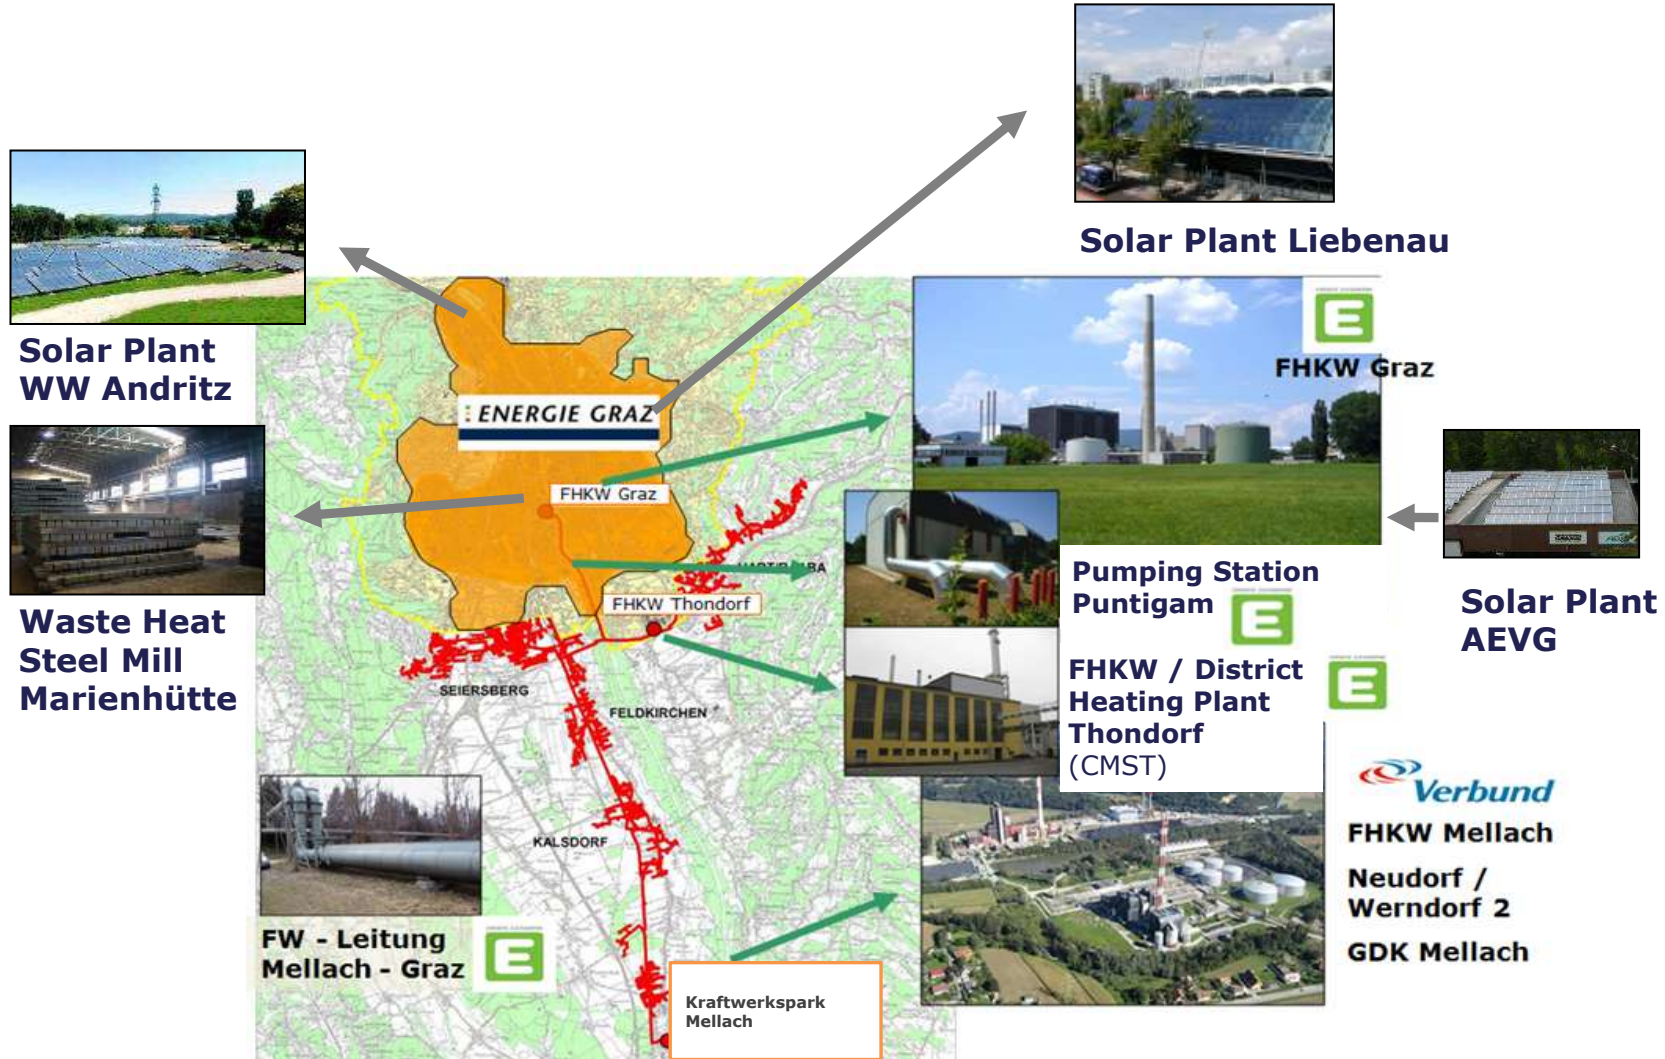 Solar Plant Liebenau
Solar Plant
WW Andritz
FHKW Graz
: ENERGIE GRAZ
FHKW Graz
Waste Heat
Steel Mill
Marienhütte
FHKW Thondorf
Pumping Station
Puntigam
Solar Plant
AEVG
FHKW / District
Heating Plant
Thondorf
(CMST)
SEIERSBERG
FELDKIRCHEN
KALSDORF
Verbund
FHKW Mellach
Neudorf /
Werndorf 2
GDK Mellach
FW - Leitung
Mellach - Graz
E
E
E
E
Kraftwerkspark
Mellach